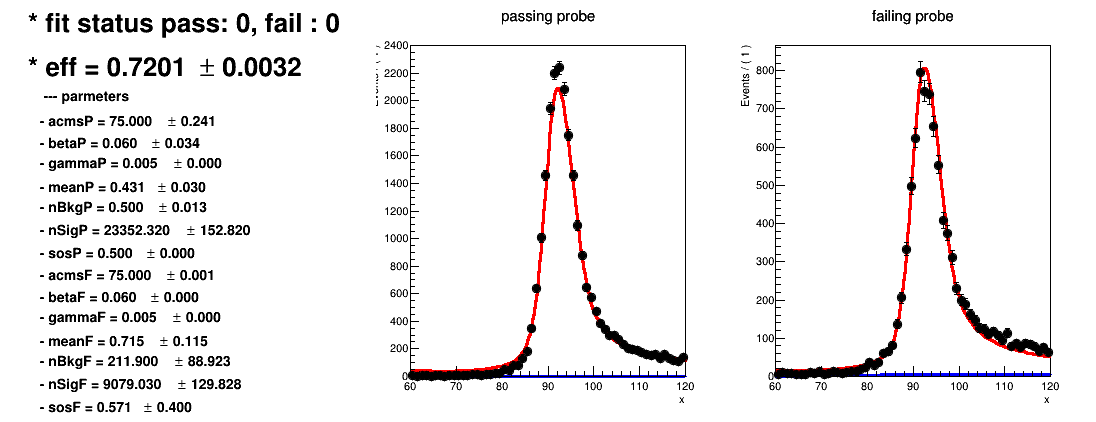 * fit status pass: 0, fail : 0
* eff = 0.7201 ± 0.0032
--- parmeters
- acmsP = 75.000 ± 0.241
- betaP = 0.060 ± 0.034
- gammaP = 0.005 ± 0.000
- meanP = 0.431 ± 0.030
- nBkgP = 0.500 ± 0.013
- nSigP = 23352.320 ± 152.820
- sosP = 0.500 ± 0.000
- acmsF = 75.000 ± 0.001
- betaF = 0.060 ± 0.000
- gammaF = 0.005 ± 0.000
- meanF = 0.715 ± 0.115
- nBkgF = 211.900 ± 88.923
- nSigF = 9079.030 ± 129.828
- sosF = 0.571 ± 0.400
passing probe
2400
2200
2000
1800
1600
1400
1200
1000
800
600
400
200
0
60 70 80 90 100 110 120
x
failing probe
Events / ( 1 )
800
700
600
500
400
300
200
100
0
60 70 80 90 100 110 120
x